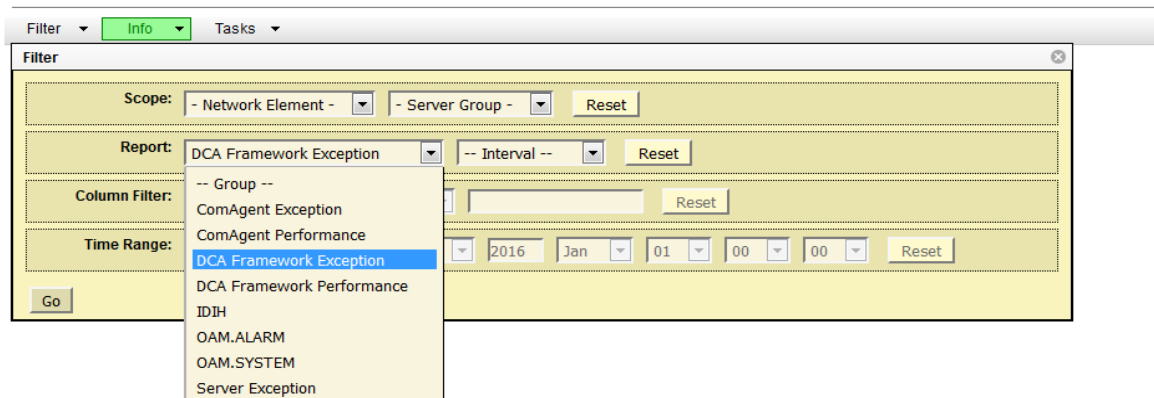 Filter Info Tasks
Filter
Scope: - Network Element - - Server Group - Reset
Report: DCA Framework Exception -- Interval -- Reset
-- Group --
Column Filter: Reset
ComAgent Exception
ComAgent Performance
Time Range: 2016 Jan 01 00 00 Reset
DCA Framework Exception
DCA Framework Performance
Go
IDIH
OAM.ALARM
OAM.SYSTEM
Server Exception